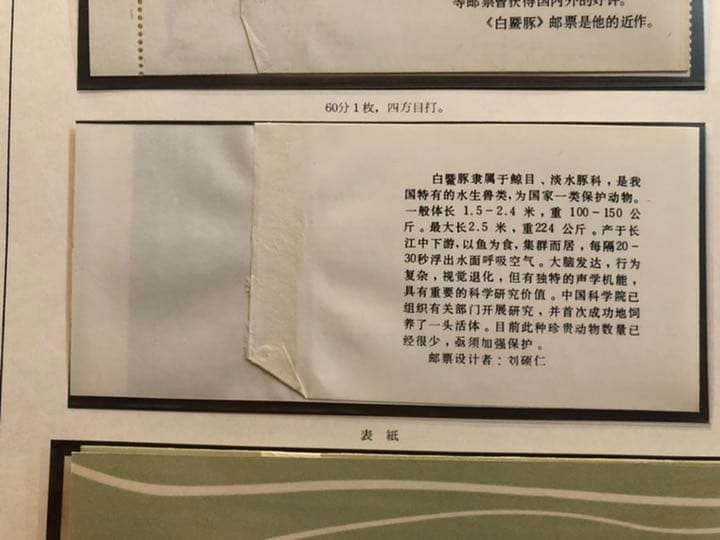 等邮票曾获得国内外的好评。
《白鱀豚》邮票是他的近作。
60分1枚，四方目打。
白鱀豚隶属于鲸目、淡水豚科，是我
国特有的水生兽类，为国家一类保护动物。
一般体长 1.5-2.4 米，重 100-150 公
斤。最大长2.5 米，重224 公斤。产于长
江中下游，以鱼为食，集群而居，每隔20-
30秒浮出水面呼吸空气。大脑发达，行为
复杂，视觉退化，但有独特的声学机能，
具有重要的科学研究价值。中国科学院已
组织有关部门开展研究，并首次成功地饲
养了一头活体。目前此种珍贵动物数量已
经很少，亟须加强保护。
邮票设计者：刘硕仁
表 紙